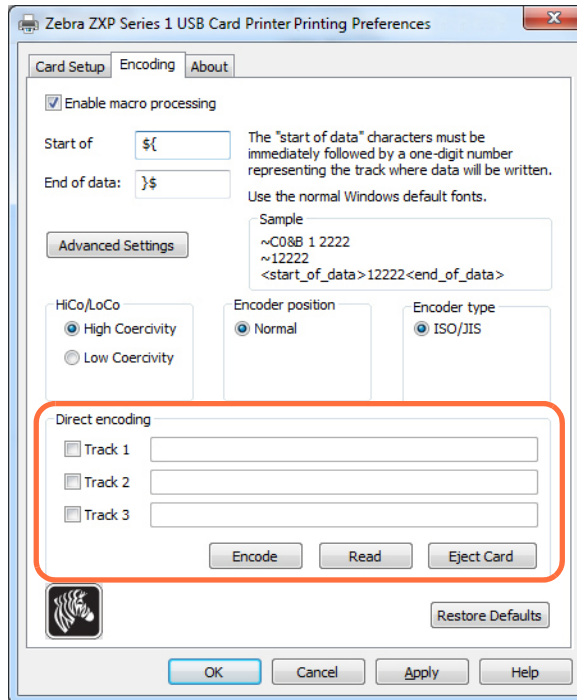 Zebra ZXP Series 1 USB Card Printer Printing Preferences
Card Setup Encoding About
Enable macro processing
Start of ${
The "start of data" characters must be
immediately followed by a one-digit number
representing the track where data will be written.
End of data: }$
Use the normal Windows default fonts.
Advanced Settings
Sample
~C0&B 1 2222
~12222
<start_of_data>12222<end_of_data>
HiCo/LoCo Encoder position Encoder type
High Coercivity Normal ISO/JIS
Low Coercivity
Direct encoding
Track 1
Track 2
Track 3
Encode Read Eject Card
Restore Defaults
OK Cancel Apply Help